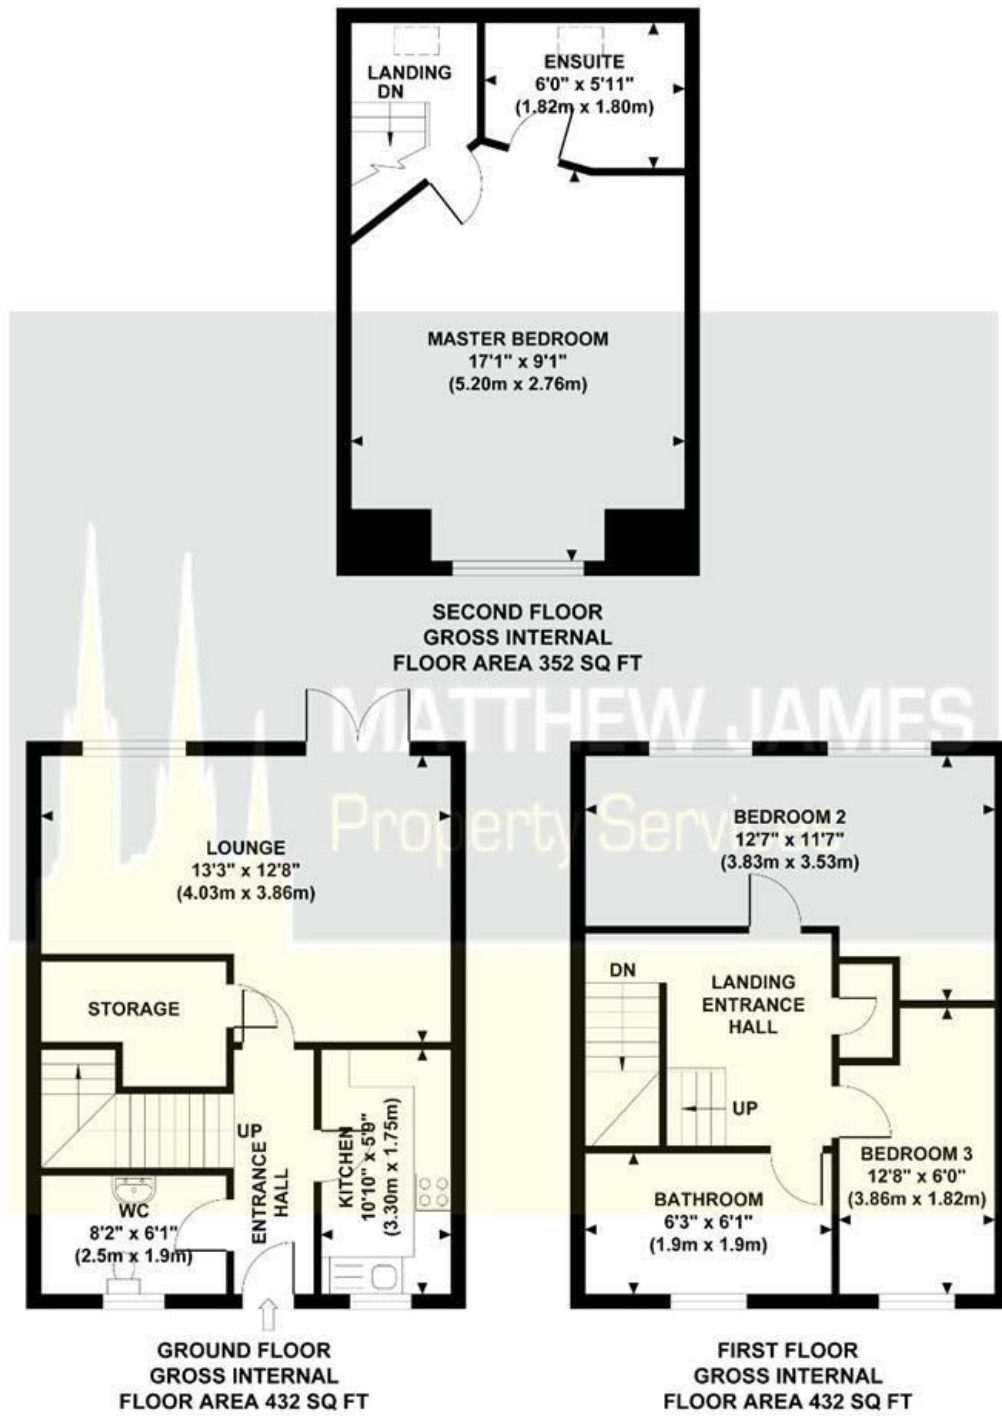 LANDING
DN
ENSUITE
6'0" x 5'11"
(1.82m x 1.80m)
MASTER BEDROOM
17'1" x 9'1"
(5.20m x 2.76m)
SECOND FLOOR
GROSS INTERNAL
FLOOR AREA 352 SQ FT
MATTHEW JAMES
Property Services
LOUNGE
13'3" x 12'8"
(4.03m x 3.86m)
STORAGE
UP
ENTRANCE
HALL
KITCHEN
10'10" x 5'9"
(3.30m x 1.75m)
WC
8'2" x 6'1"
(2.5m x 1.9m)
GROUND FLOOR
GROSS INTERNAL
FLOOR AREA 432 SQ FT
BEDROOM 2
12'7" x 11'7"
(3.83m x 3.53m)
DN
LANDING
ENTRANCE
HALL
UP
BEDROOM 3
12'8" x 6'0"
(3.86m x 1.82m)
BATHROOM
6'3" x 6'1"
(1.9m x 1.9m)
FIRST FLOOR
GROSS INTERNAL
FLOOR AREA 432 SQ FT